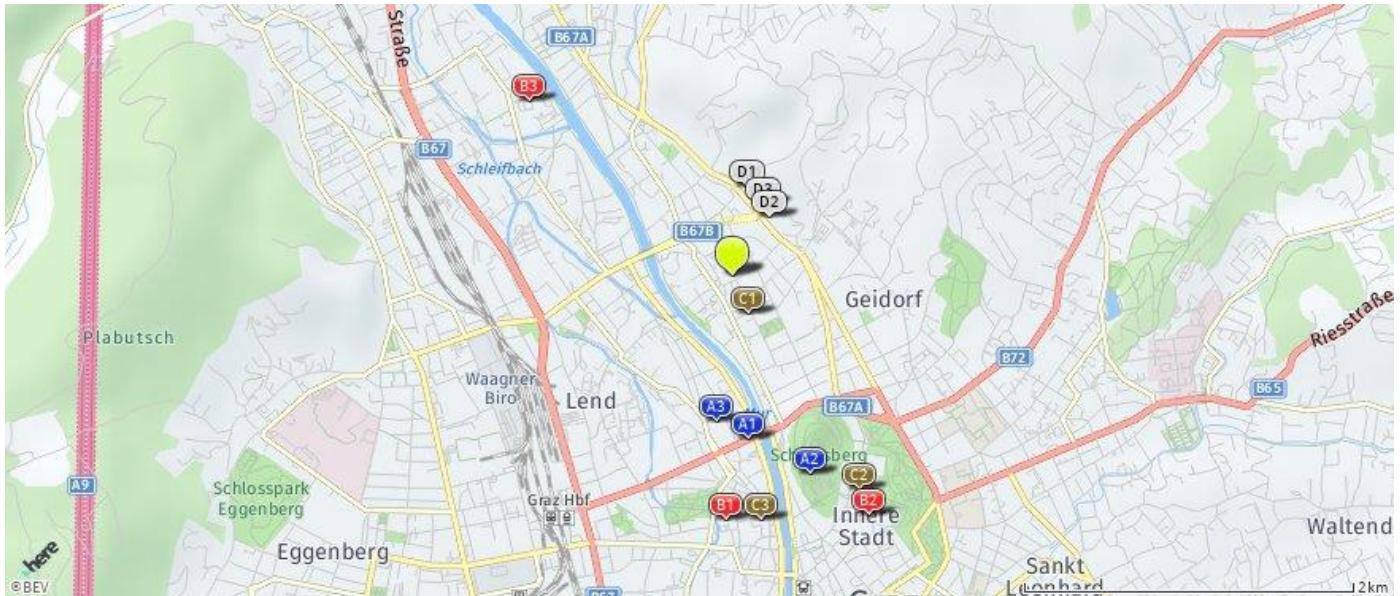 Straße
B67A
B3
B67
Schleifbach
D1
D3
D2
B67B
C1
Geidorf
Plabutsch
B72
Riesstraße
B65
Waagner
Biro
Lend
A3
A1
B67A
A2
C2
A9
Schlosspark
Eggenberg
Graz Hbf
B1
C3
B2
Innere
Stadt
Waltend
Eggenberg
Sankt
Leonhard
here
©BEV
B67
2km